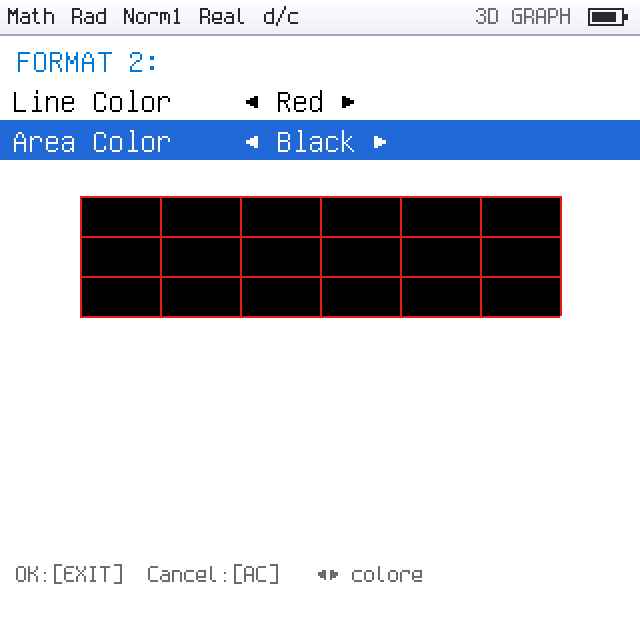 Math Rad Norm1 Real d/c 3D GRAPH
FORMAT 2:
Line Color ◄ Red ►
Area Color ◄ Black ►
OK:[EXIT] Cancel:[AC] ◄► colore